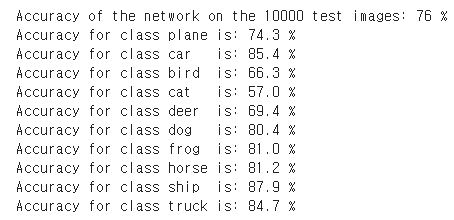 Accuracy of the network on the 10000 test images: 76 %
Accuracy for class plane is: 74.3 %
Accuracy for class car   is: 85.4 %
Accuracy for class bird  is: 66.3 %
Accuracy for class cat   is: 57.0 %
Accuracy for class deer  is: 69.4 %
Accuracy for class dog   is: 80.4 %
Accuracy for class frog  is: 81.0 %
Accuracy for class horse is: 81.2 %
Accuracy for class ship  is: 87.9 %
Accuracy for class truck is: 84.7 %